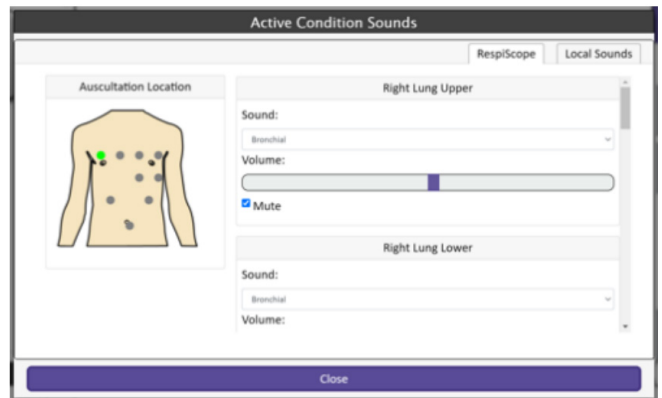 Active Condition Sounds
RespiScope
Local Sounds
Auscultation Location
Right Lung Upper
Sound:
Bronchial
Volume:
Mute
Right Lung Lower
Sound:
Bronchial
Volume:
Close